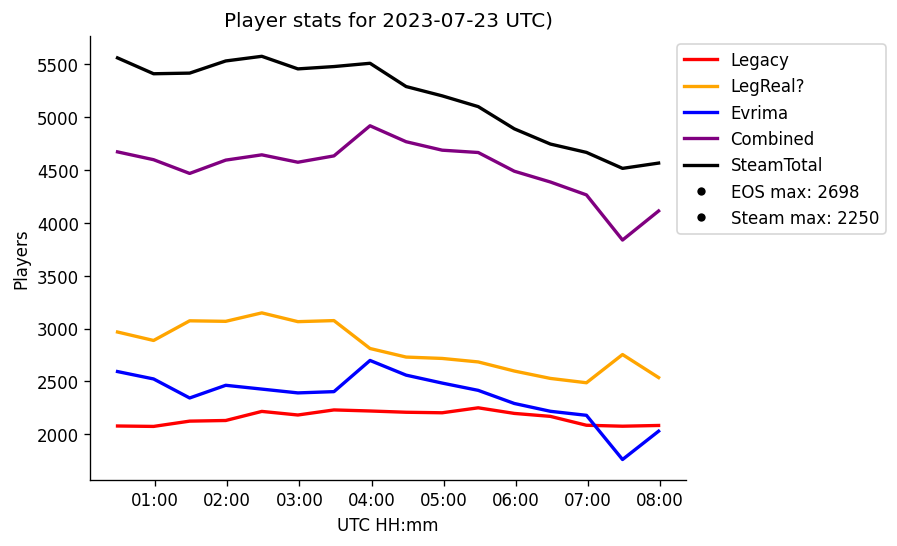 Player stats for 2023-07-23 UTC)
Legacy
LegReal?
Evrima
Combined
SteamTotal
EOS max: 2698
Steam max: 2250
Players
5500
5000
4500
4000
3500
3000
2500
2000
01:00 02:00 03:00 04:00 05:00 06:00 07:00 08:00
UTC HH:mm